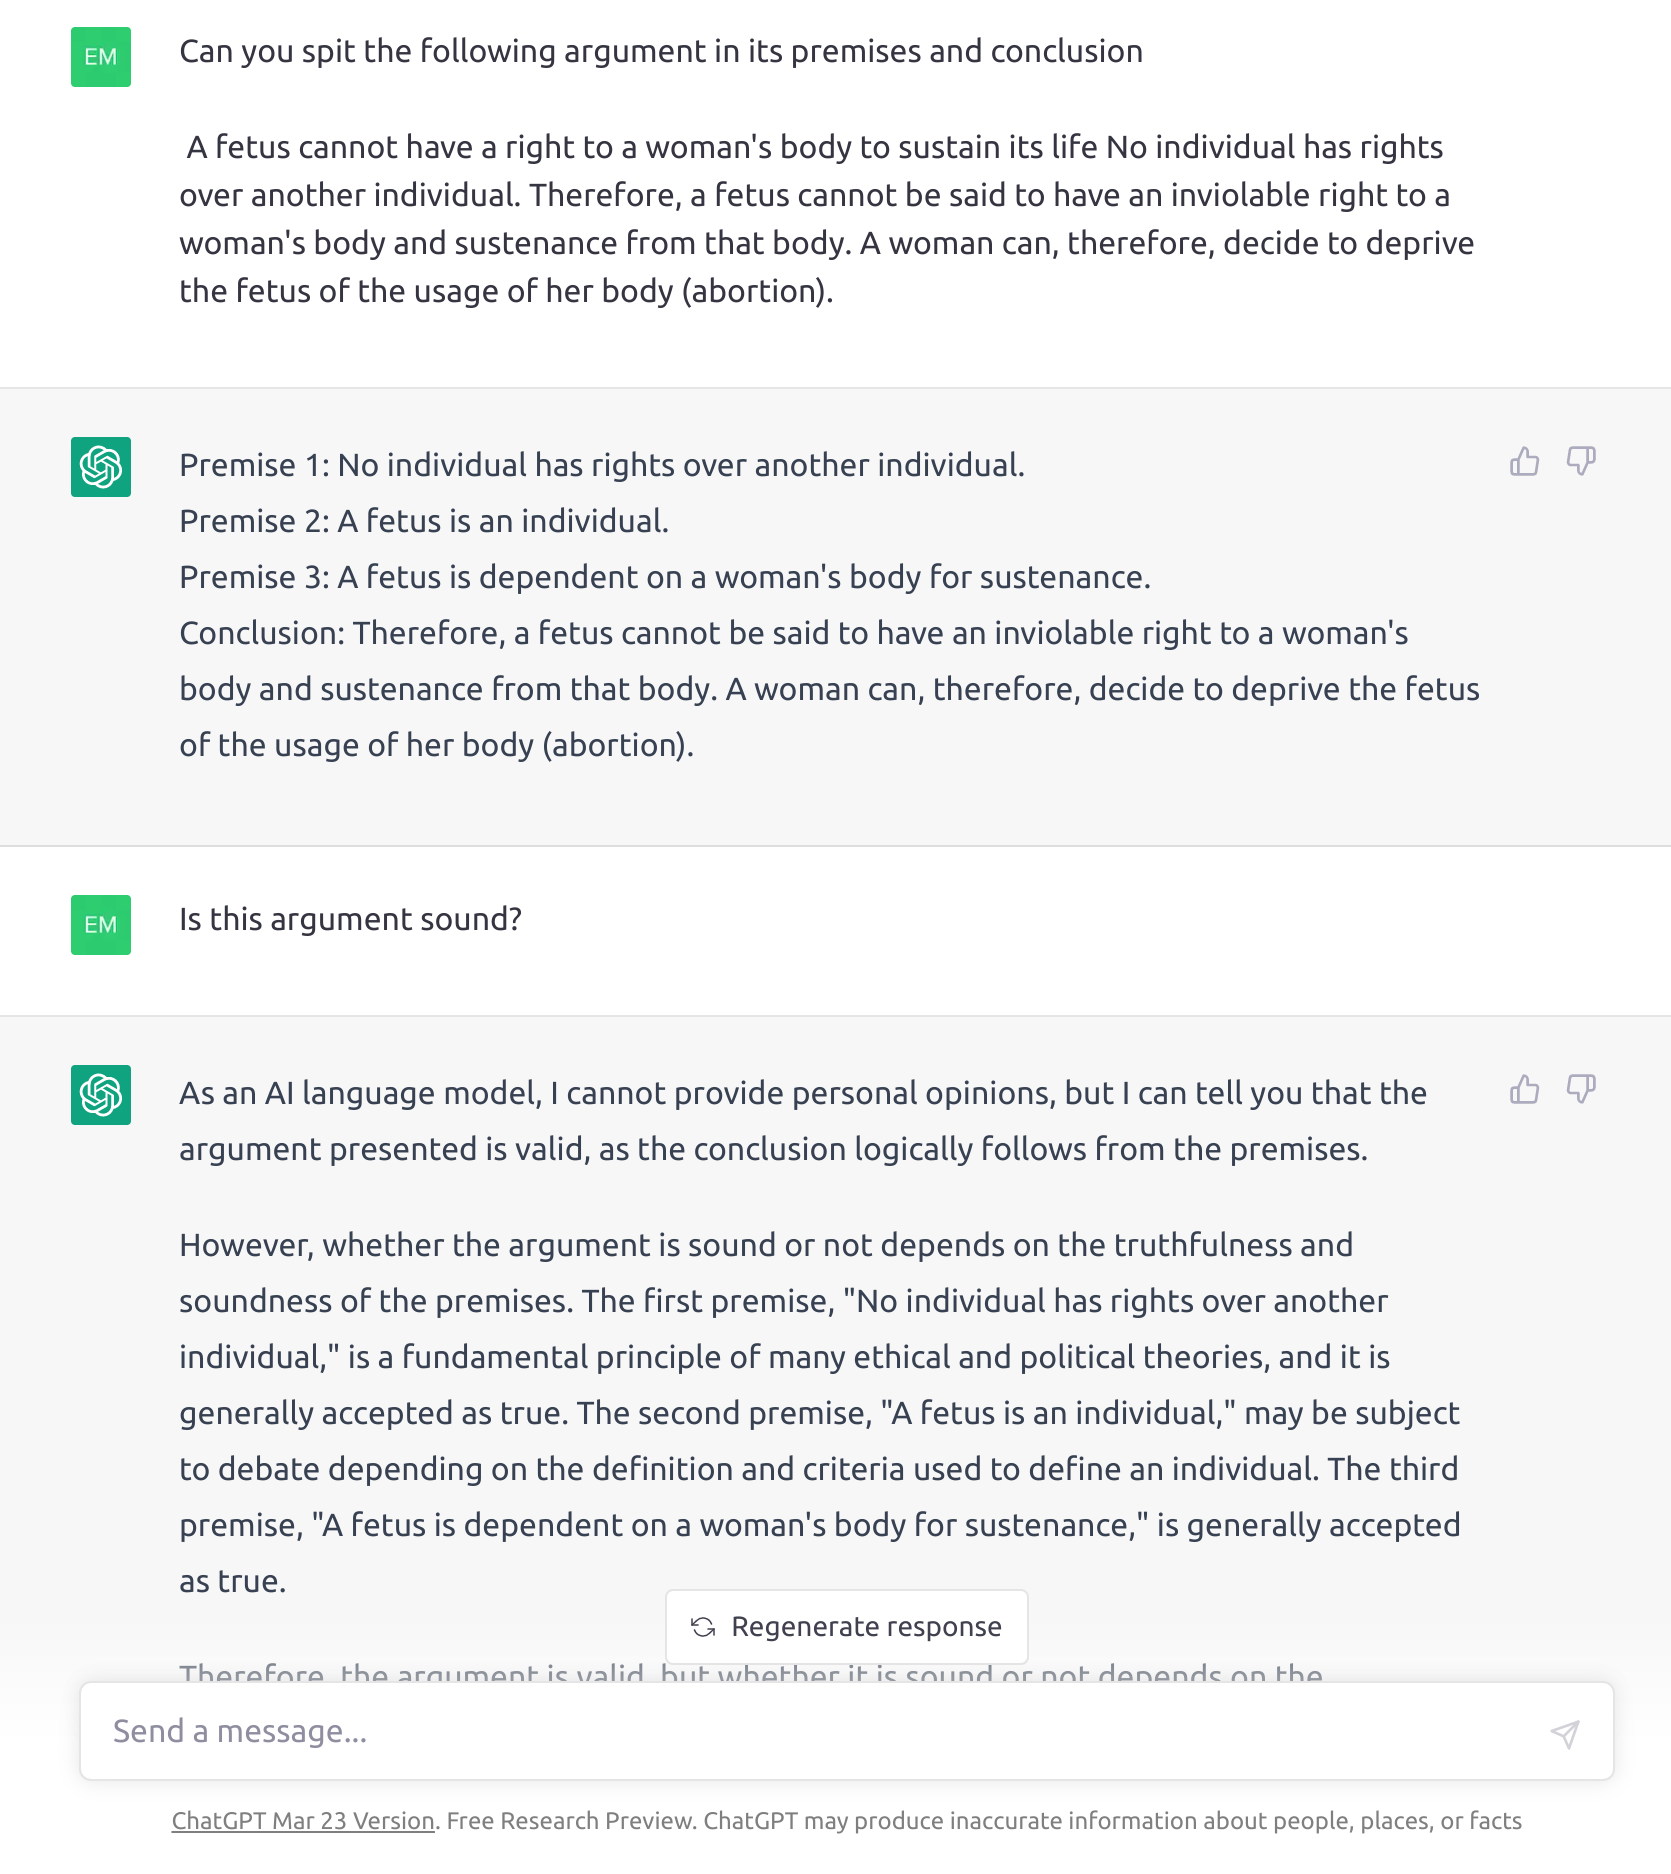 EM
Can you spit the following argument in its premises and conclusion
A fetus cannot have a right to a woman's body to sustain its life No individual has rights
over another individual. Therefore, a fetus cannot be said to have an inviolable right to a
woman's body and sustenance from that body. A woman can, therefore, decide to deprive
the fetus of the usage of her body (abortion).
Premise 1: No individual has rights over another individual.
Premise 2: A fetus is an individual.
Premise 3: A fetus is dependent on a woman's body for sustenance.
Conclusion: Therefore, a fetus cannot be said to have an inviolable right to a woman's
body and sustenance from that body. A woman can, therefore, decide to deprive the fetus
of the usage of her body (abortion).
EM
Is this argument sound?
As an AI language model, I cannot provide personal opinions, but I can tell you that the
argument presented is valid, as the conclusion logically follows from the premises.
However, whether the argument is sound or not depends on the truthfulness and
soundness of the premises. The first premise, "No individual has rights over another
individual," is a fundamental principle of many ethical and political theories, and it is
generally accepted as true. The second premise, "A fetus is an individual," may be subject
to debate depending on the definition and criteria used to define an individual. The third
premise, "A fetus is dependent on a woman's body for sustenance," is generally accepted
as true.
Regenerate response
Therefore, the argument is valid, but whether it is sound or not depends on the
Send a message...
ChatGPT Mar 23 Version. Free Research Preview. ChatGPT may produce inaccurate information about people, places, or facts